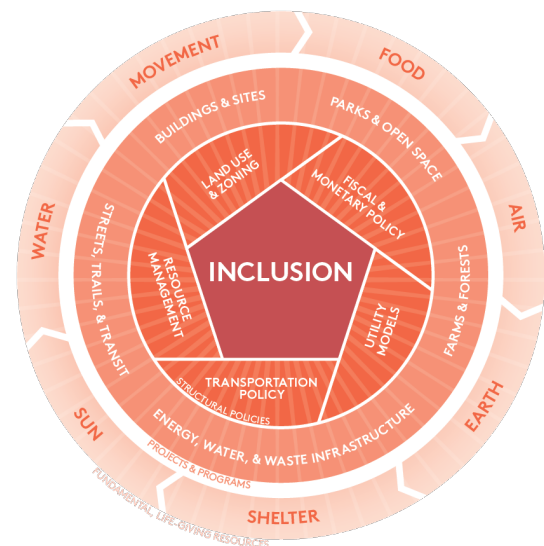 MOVEMENT
FOOD
AIR
EARTH
SHELTER
SUN
WATER
FUNDAMENTAL, LIFE-GIVING RESOURCES
BUILDINGS & SITES
PARKS & OPEN SPACE
FARMS & FORESTS
ENERGY, WATER, & WASTE INFRASTRUCTURE
STREETS, TRAILS, & TRANSIT
PROJECTS & PROGRAMS
LAND USE
& ZONING
FISCAL &
MONETARY POLICY
UTILITY
MODELS
TRANSPORTATION
POLICY
RESOURCE
MANAGEMENT
STRUCTURAL POLICIES
INCLUSION